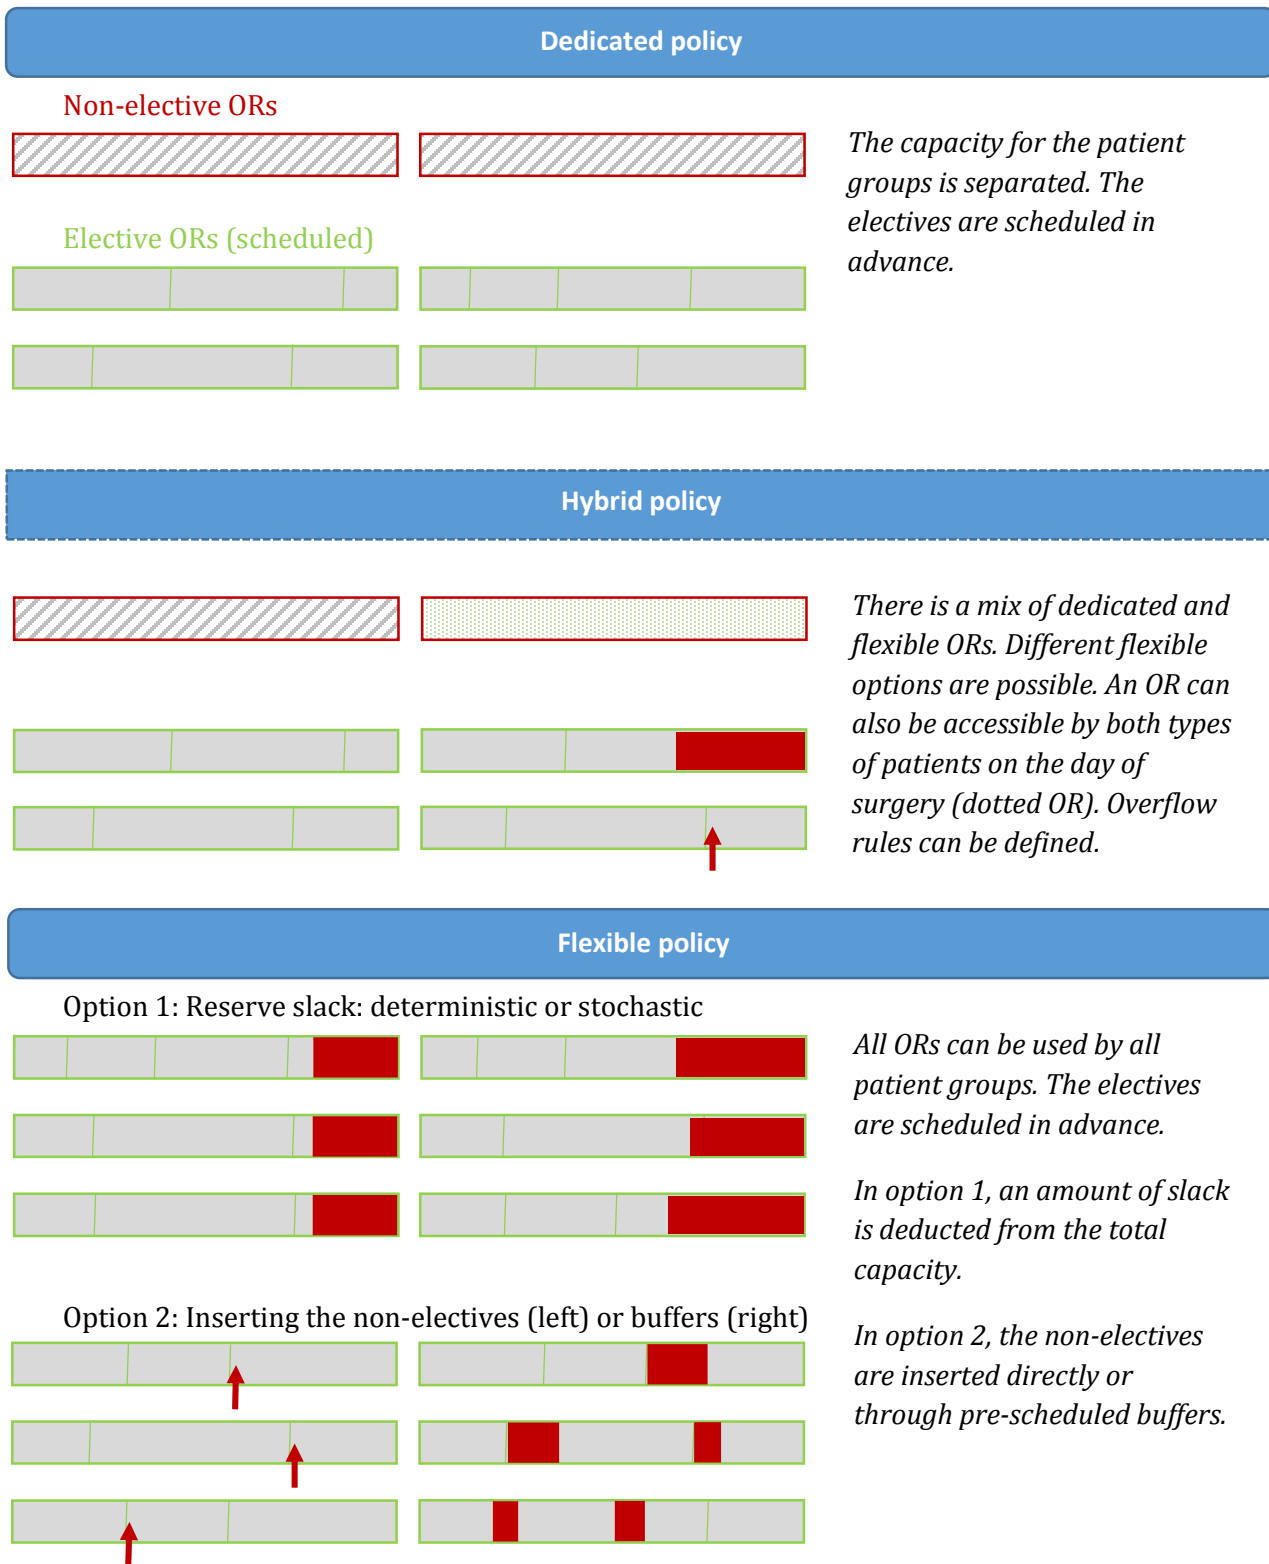 Dedicated policy
Non-elective ORs
The capacity for the patient
groups is separated. The
electives are scheduled in
advance.
Elective ORs (scheduled)
Hybrid policy
There is a mix of dedicated and
flexible ORs. Different flexible
options are possible. An OR can
also be accessible by both types
of patients on the day of
surgery (dotted OR). Overflow
rules can be defined.
Flexible policy
Option 1: Reserve slack: deterministic or stochastic
All ORs can be used by all
patient groups. The electives
are scheduled in advance.
In option 1, an amount of slack
is deducted from the total
capacity.
Option 2: Inserting the non-electives (left) or buffers (right)
In option 2, the non-electives
are inserted directly or
through pre-scheduled buffers.